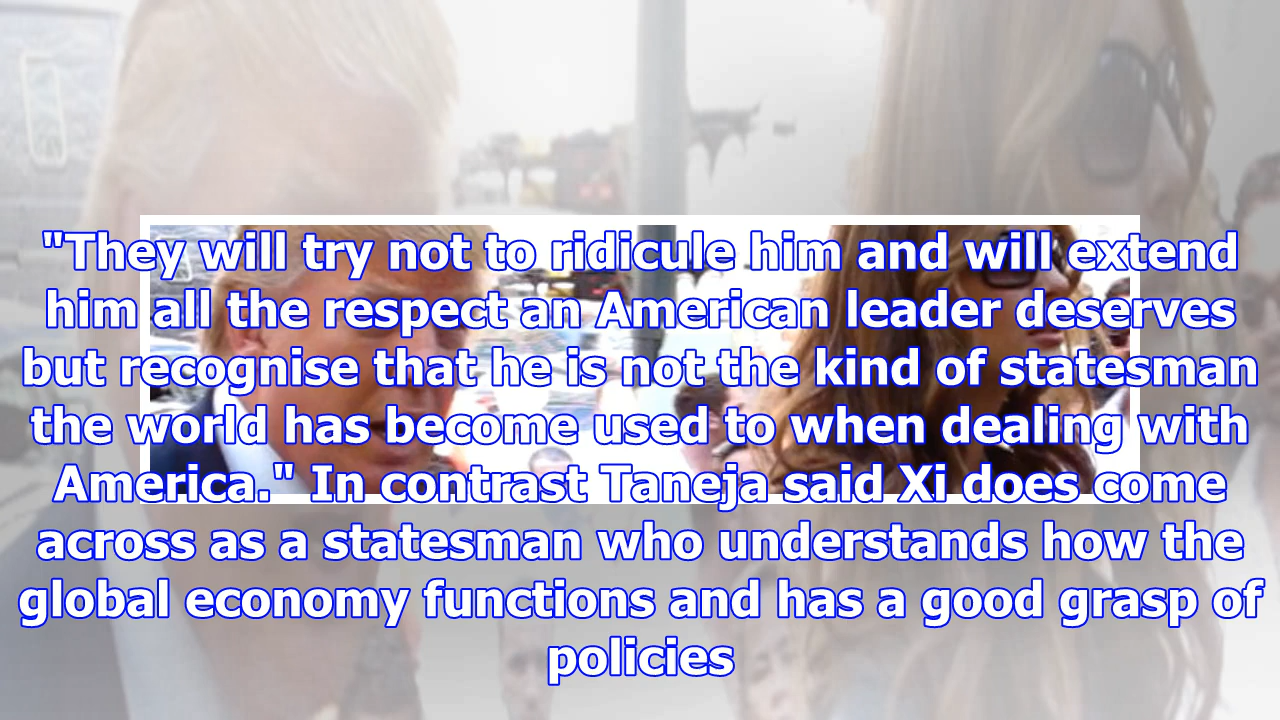 "They will try not to ridicule him and will extend
him all the respect an American leader deserves
but recognise that he is not the kind of statesman
the world has become used to when dealing with
America." In contrast Taneja said Xi does come
across as a statesman who understands how the
global economy functions and has a good grasp of
policies